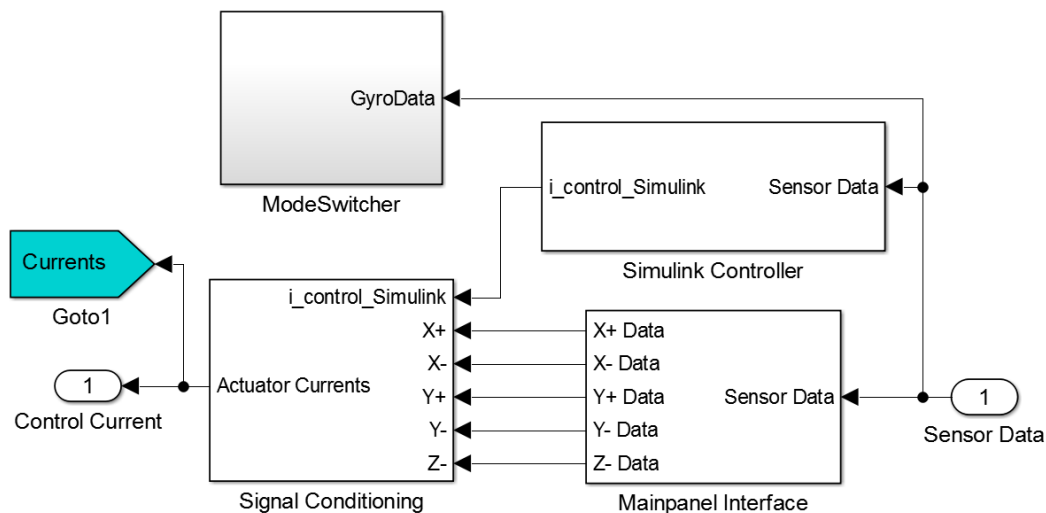 GyroData
ModeSwitcher
i_control_Simulink
Sensor Data
Simulink Controller
Currents
Goto1
i_control_Simulink
X+
X-
Y+
Y-
Z-
Actuator Currents
Signal Conditioning
X+ Data
X- Data
Y+ Data
Y- Data
Z- Data
Sensor Data
Mainpanel Interface
1
Control Current
1
Sensor Data